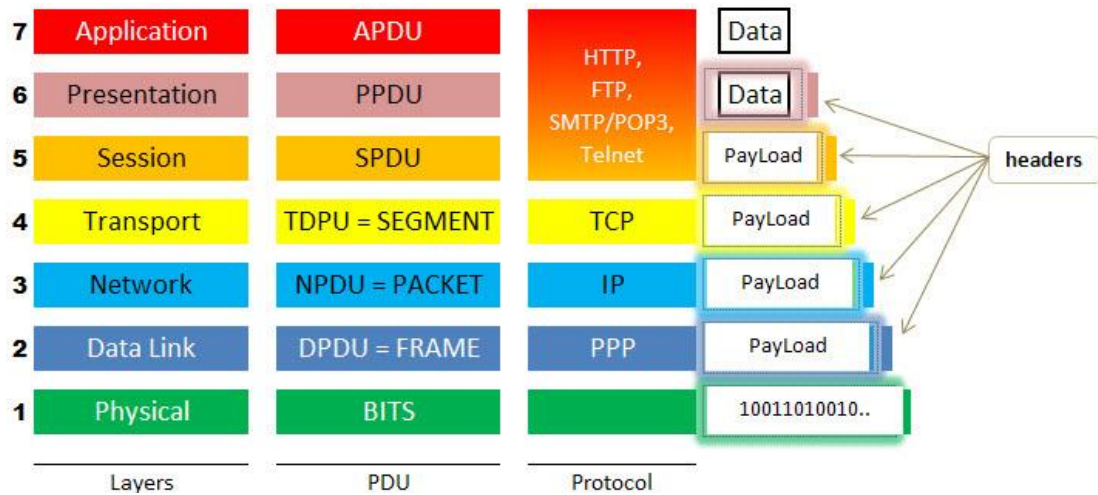 7 Application APDU Data
HTTP,
6 Presentation PPDU FTP, Data
SMTP/POP3,
5 Session SPDU Telnet PayLoad headers
4 Transport TDPU = SEGMENT TCP PayLoad
3 Network NPDU = PACKET IP PayLoad
2 Data Link DPDU = FRAME PPP PayLoad
1 Physical BITS 10011010010..
Layers PDU Protocol